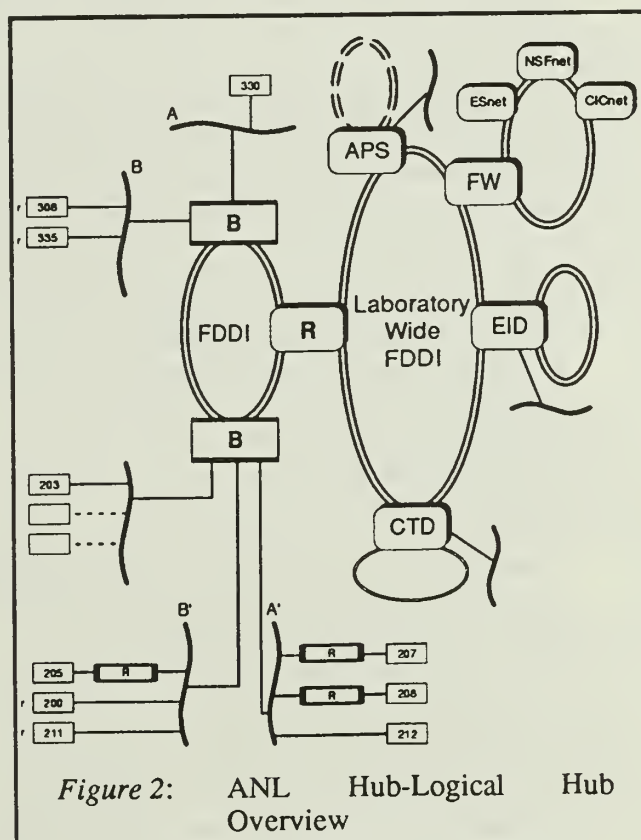 330
NSFnet
A
ESnet
CICnet
APS
FW
B
r 308
B
r 335
FDDI
R
Laboratory
Wide
FDDI
EID
B
203
CTD
B'
A'
R
207
205
R
R
208
r 200
r 211
212
Figure 2: ANL Hub-Logical Hub
Overview